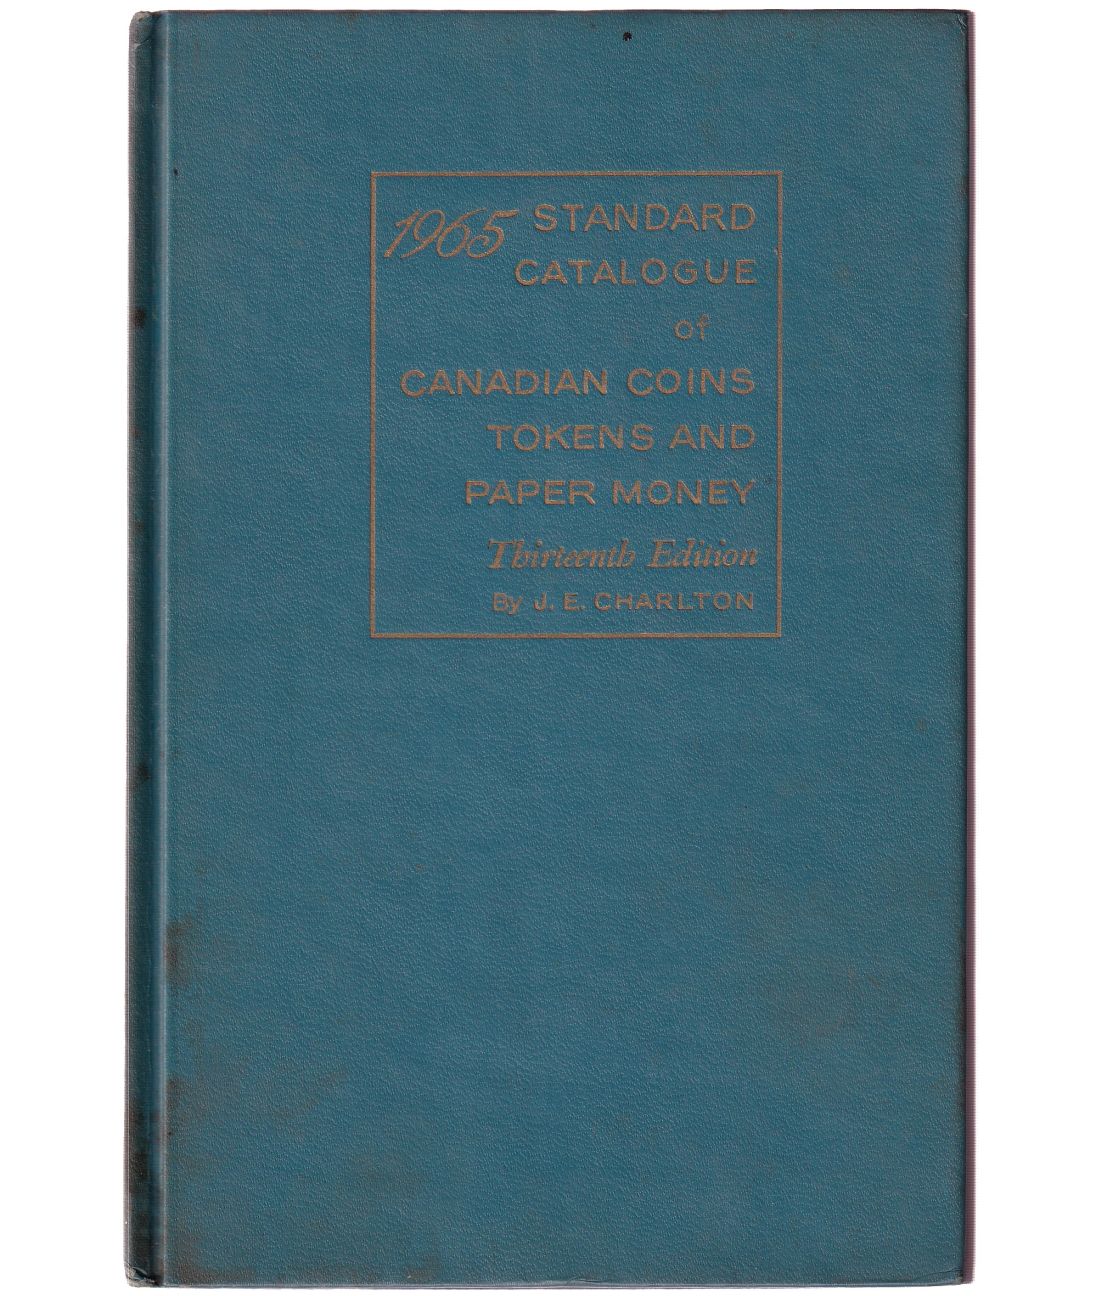 1965 STANDARD
CATALOGUE
of
CANADIAN COINS
TOKENS AND
PAPER MONEY
Thirteenth Edition
By J. E. CHARLTON